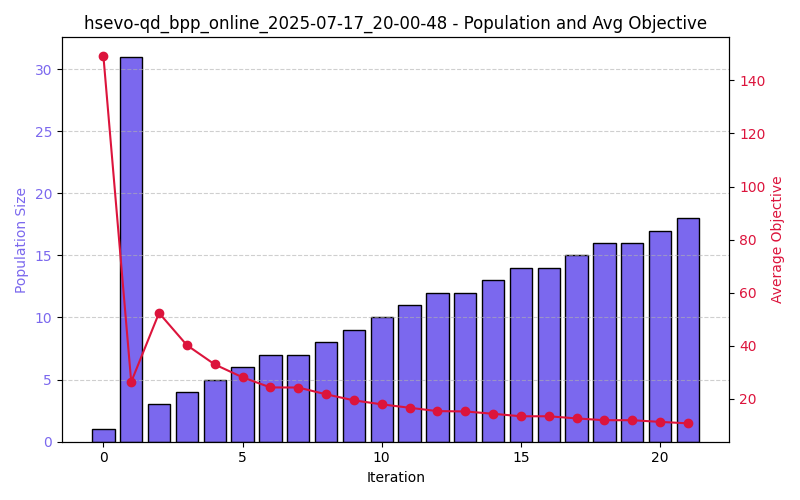 hsevo-qd_bpp_online_2025-07-17_20-00-48 - Population and Avg Objective
30
25
20
15
10
5
0
Population Size
140
120
100
80
60
40
20
Average Objective
0 5 10 15 20
Iteration